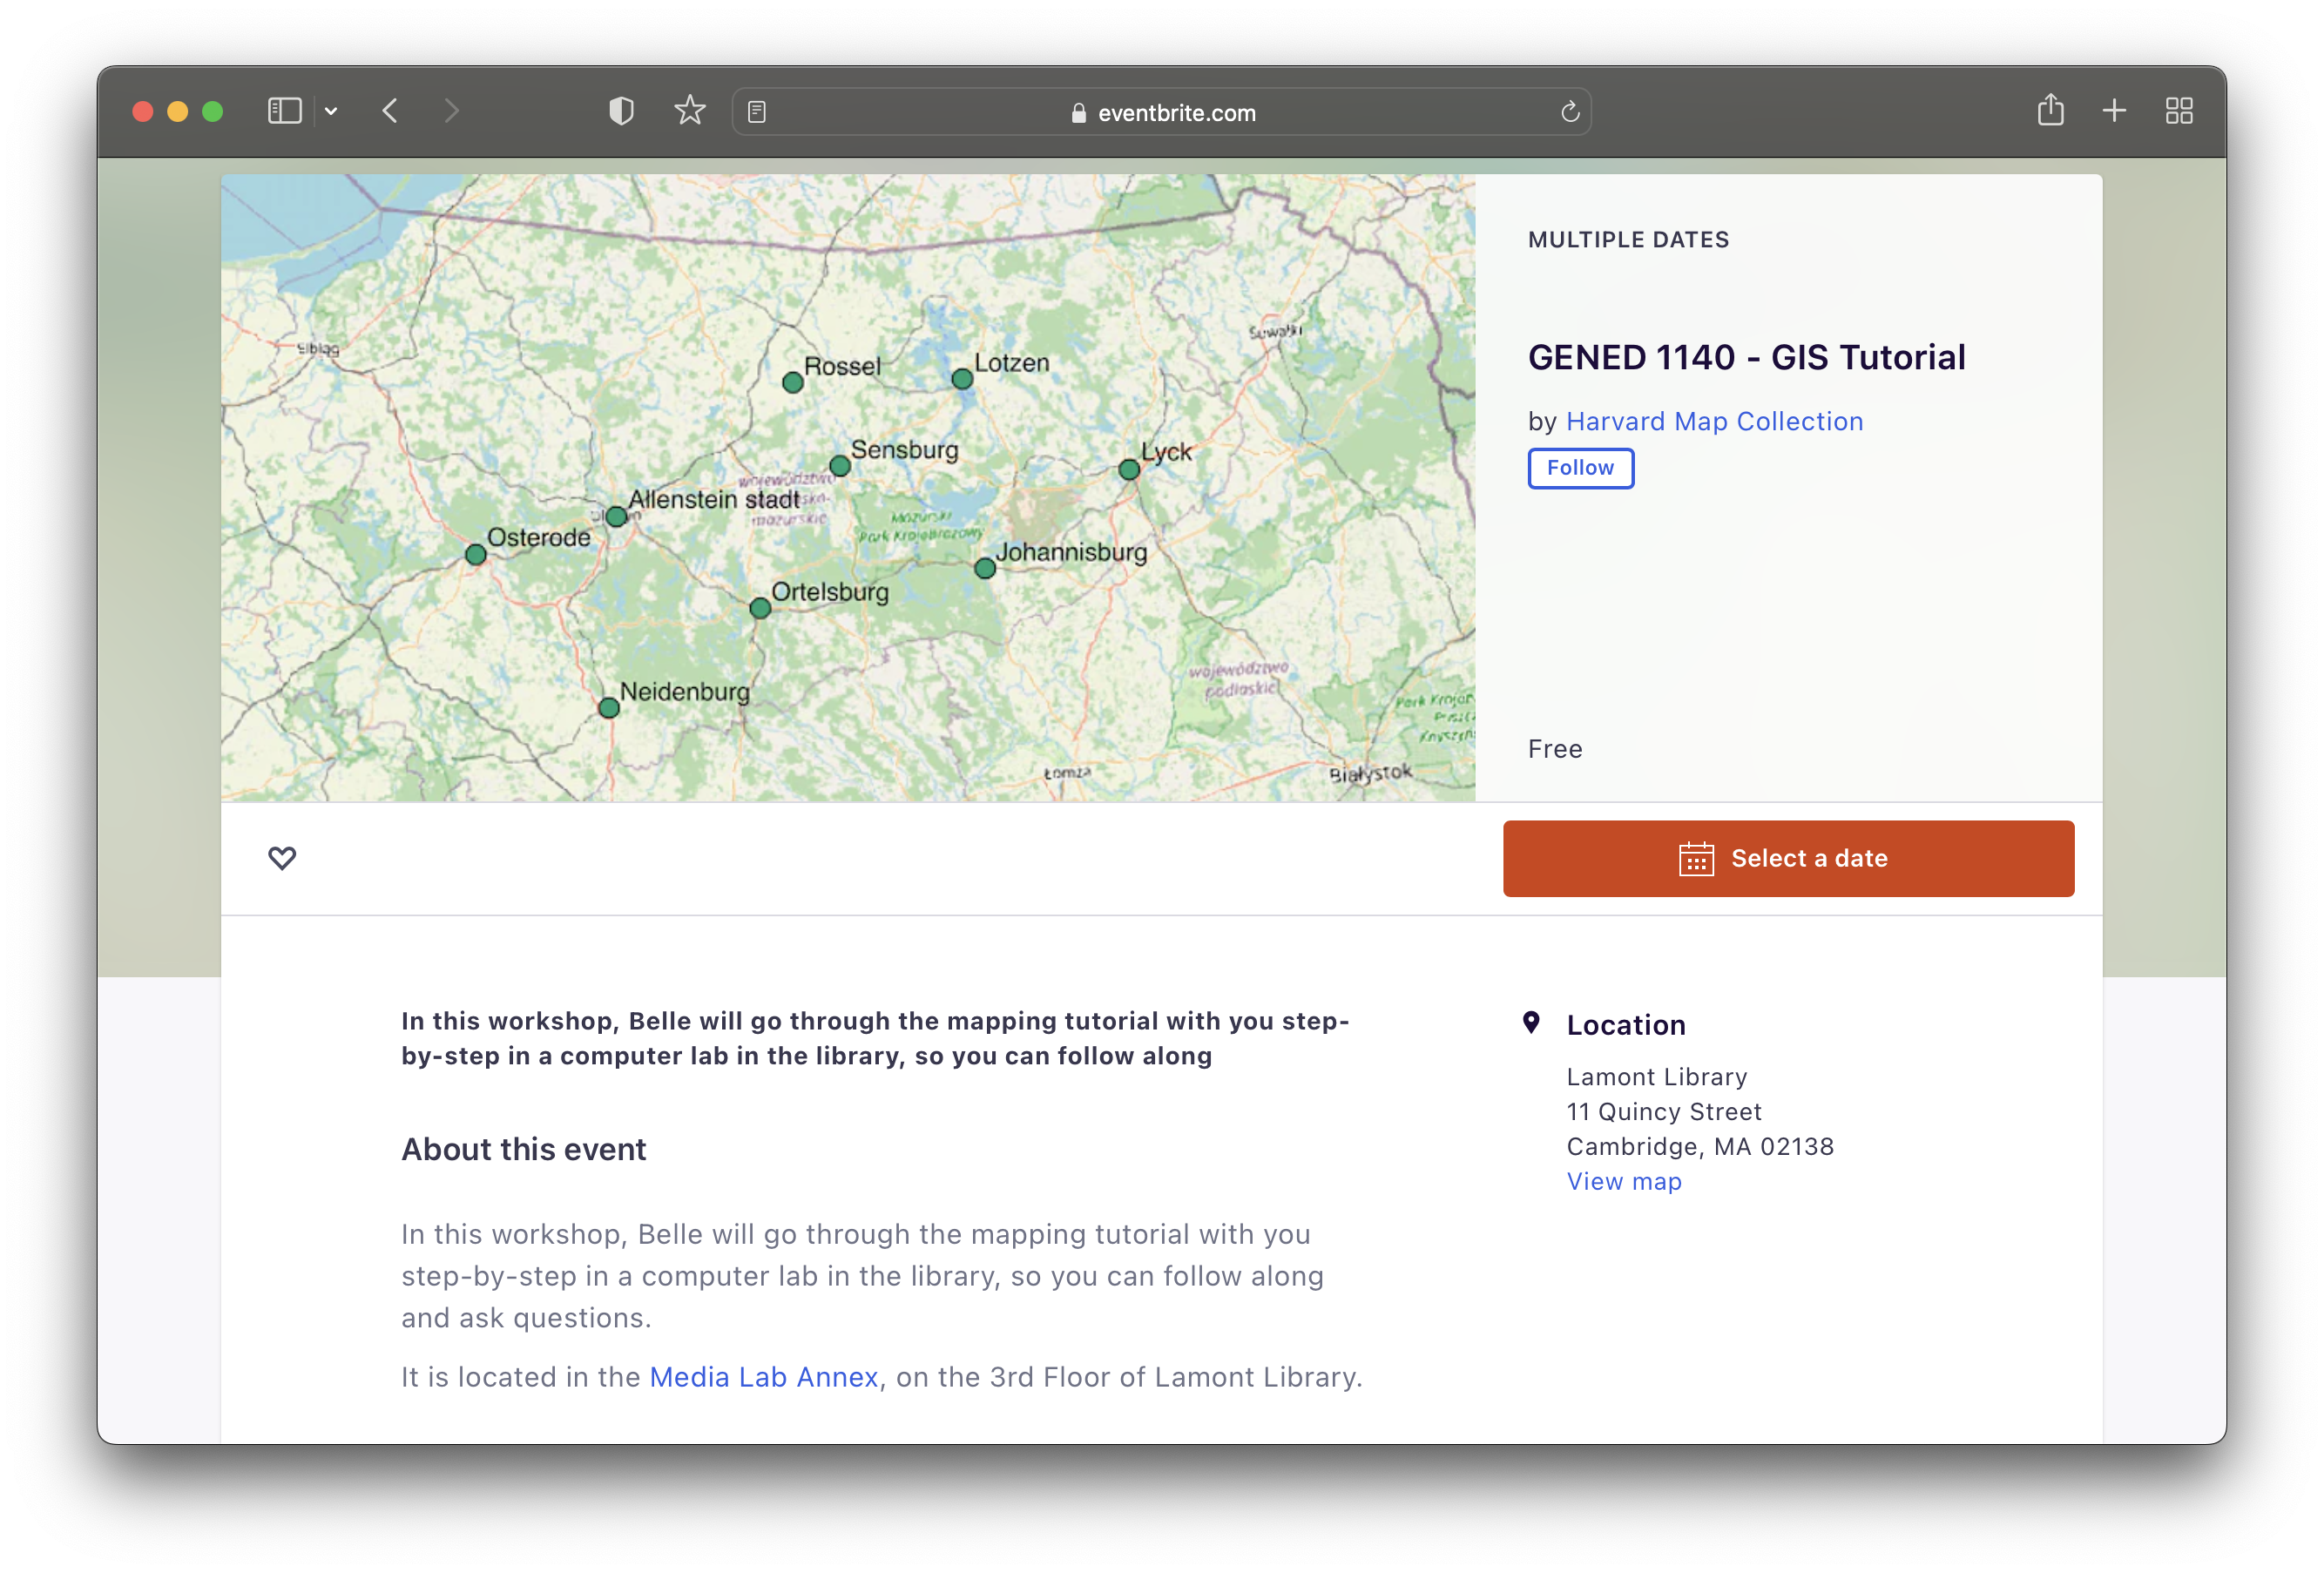 eventbrite.com
MULTIPLE DATES
GENED 1140 - GIS Tutorial
by Harvard Map Collection
Follow
Free
Elbląg
Suwałki
Rossel
Lotzen
Sensburg
Lyck
województwo
mazurskie
Allenstein stadt
Mazurski
Park Krajobrazowy
Osterode
Johannisburg
Ortelsburg
województwo
podlaskie
Neidenburg
Łomża
Białystok
Select a date
In this workshop, Belle will go through the mapping tutorial with you step-
by-step in a computer lab in the library, so you can follow along
About this event
In this workshop, Belle will go through the mapping tutorial with you
step-by-step in a computer lab in the library, so you can follow along
and ask questions.
It is located in the Media Lab Annex, on the 3rd Floor of Lamont Library.
Location
Lamont Library
11 Quincy Street
Cambridge, MA 02138
View map